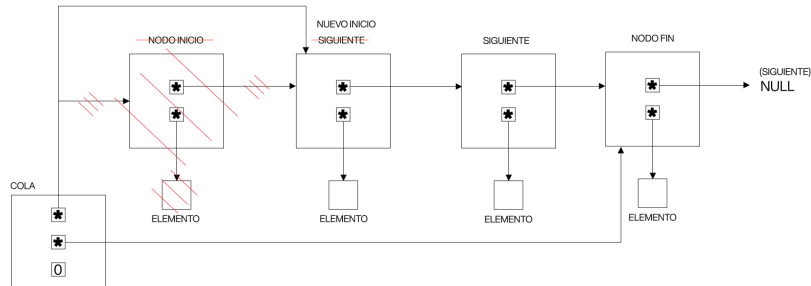 NUEVO INICIO
NODO INICIO
SIGUIENTE
SIGUIENTE
NODO FIN
* * * *
(SIGUIENTE)
NULL
* * * *
COLA
ELEMENTO
ELEMENTO
ELEMENTO
ELEMENTO
*
*
0